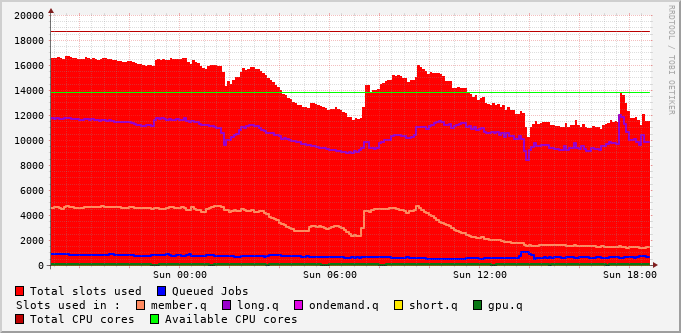 20000
18000
16000
14000
12000
10000
8000
6000
4000
2000
0
Sun 00:00 Sun 06:00 Sun 12:00 Sun 18:00
RRDTOOL / TOBI OETIKER
Total slots used Queued Jobs
Slots used in : member.q long.q ondemand.q short.q gpu.q
Total CPU cores Available CPU cores